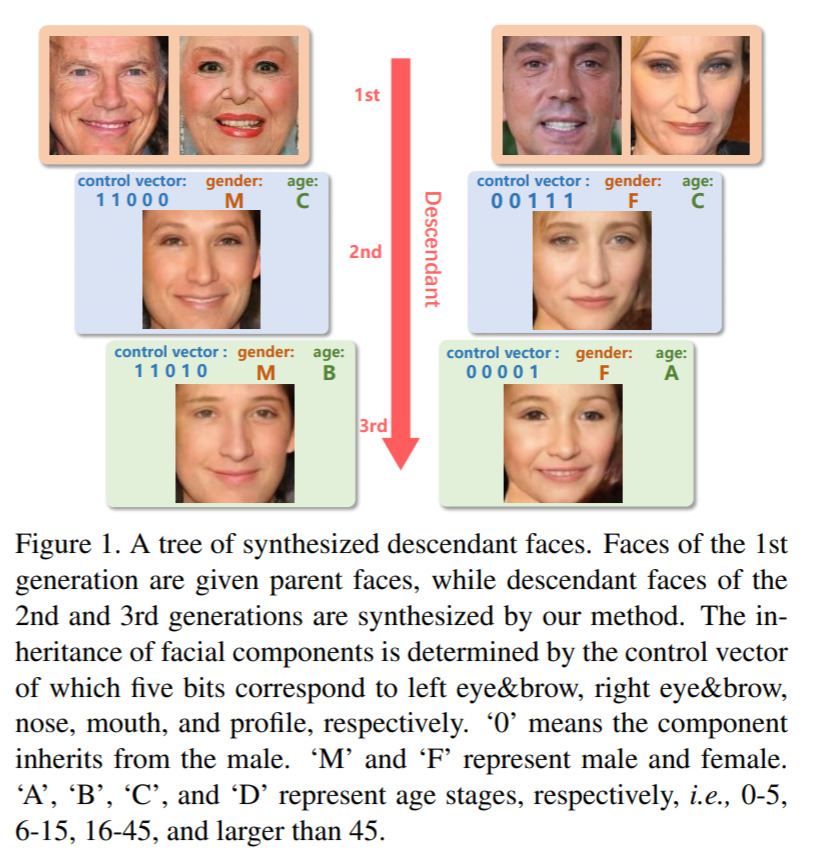 1st
control vector: gender: age:
1 1 0 0 0 M C
control vector : gender: age:
0 0 1 1 1 F C
Descendant
2nd
control vector : gender: age:
1 1 0 1 0 M B
control vector : gender: age:
0 0 0 0 1 F A
3rd
Figure 1. A tree of synthesized descendant faces. Faces of the 1st
generation are given parent faces, while descendant faces of the
2nd and 3rd generations are synthesized by our method. The in-
heritance of facial components is determined by the control vector
of which five bits correspond to left eye&brow, right eye&brow,
nose, mouth, and profile, respectively. ‘0’ means the component
inherits from the male. ‘M’ and ‘F’ represent male and female.
‘A’, ‘B’, ‘C’, and ‘D’ represent age stages, respectively, i.e., 0-5,
6-15, 16-45, and larger than 45.